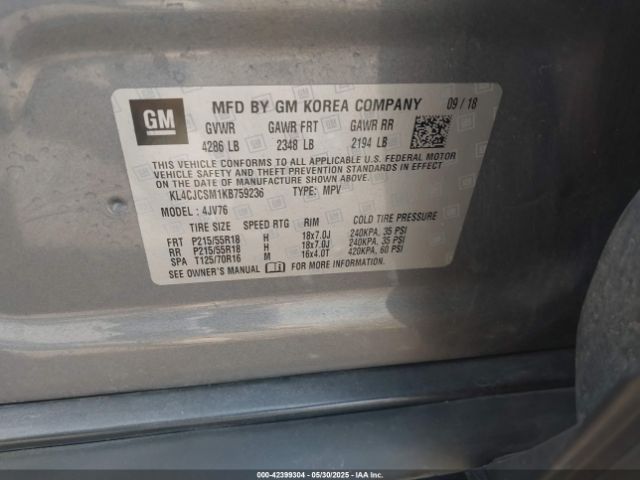 GM
MFD BY GM KOREA COMPANY 09 / 18
GVWR GAWR FRT GAWR RR
4286 LB 2348 LB 2194 LB
THIS VEHICLE CONFORMS TO ALL APPLICABLE U.S. FEDERAL MOTOR
VEHICLE SAFETY AND THEFT PREVENTION STANDARDS IN EFFECT
ON THE DATE OF MANUFACTURE SHOWN ABOVE.
KL4CJCSM1KB759236 TYPE: MPV
MODEL: 4JV76
TIRE SIZE SPEED RTG RIM COLD TIRE PRESSURE
FRT P215/55R18 H 18x7.0J 240KPA, 35 PSI
RR P215/55R18 H 18x7.0J 240KPA, 35 PSI
SPA T125/70R16 M 16x4.0T 420KPA, 60 PSI
SEE OWNER'S MANUAL FOR MORE INFORMATION.
000-42399304 05/30/2025 IAAI.COM